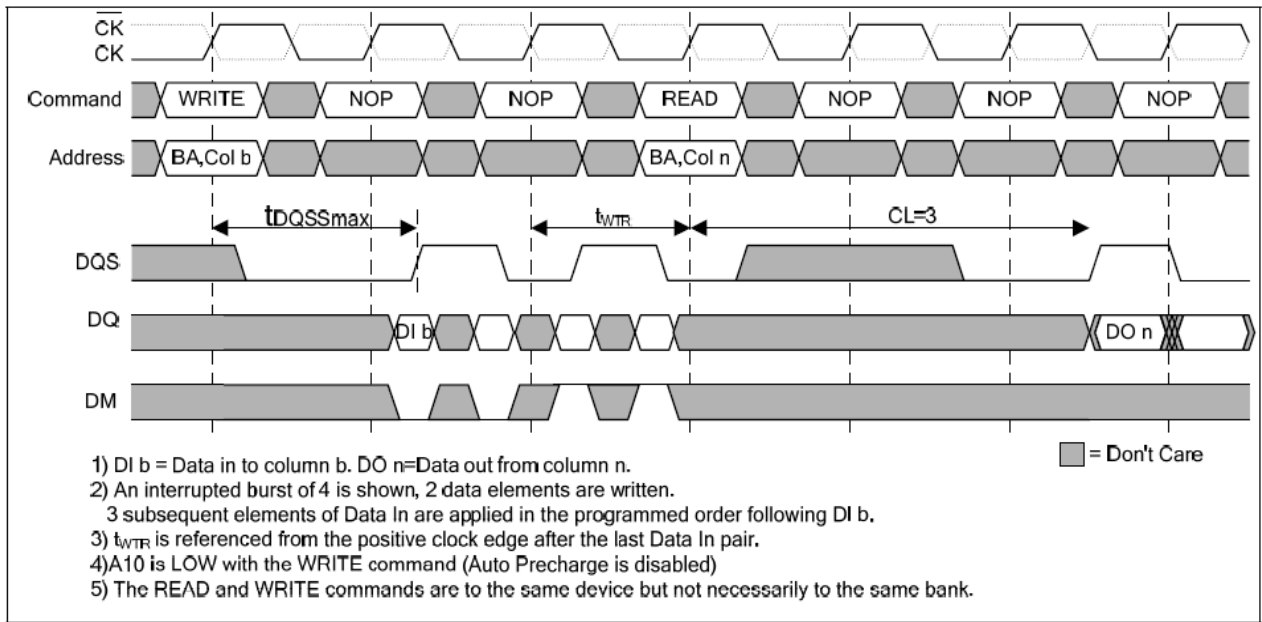 CK
CK
Command WRITE NOP NOP READ NOP NOP NOP
Address BA,Col b BA,Col n
tDQSSmax tWTR CL=3
DQS
DQ DI b DO n
DM
= Don't Care
1) DI b = Data in to column b. DO n=Data out from column n.
2) An interrupted burst of 4 is shown, 2 data elements are written.
3 subsequent elements of Data In are applied in the programmed order following DI b.
3) tWTR is referenced from the positive clock edge after the last Data In pair.
4)A10 is LOW with the WRITE command (Auto Precharge is disabled)
5) The READ and WRITE commands are to the same device but not necessarily to the same bank.